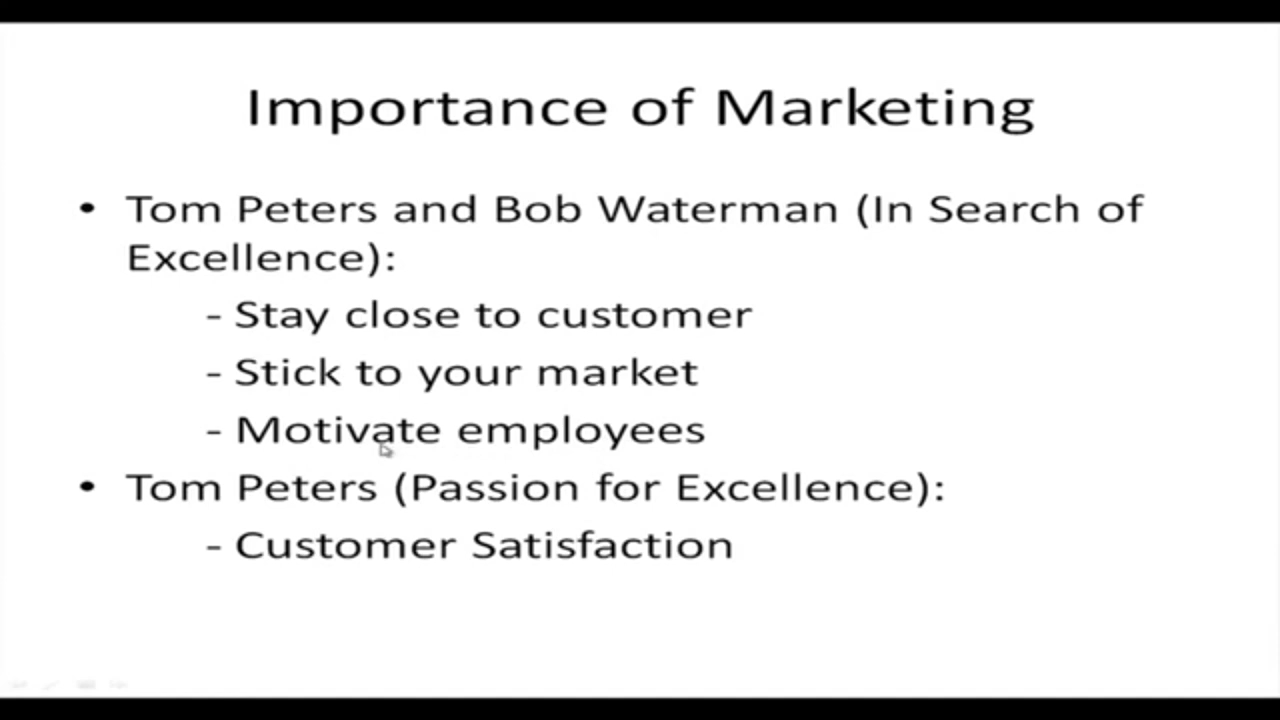 Importance of Marketing
• Tom Peters and Bob Waterman (In Search of
Excellence):
- Stay close to customer
- Stick to your market
- Motivate employees
• Tom Peters (Passion for Excellence):
- Customer Satisfaction